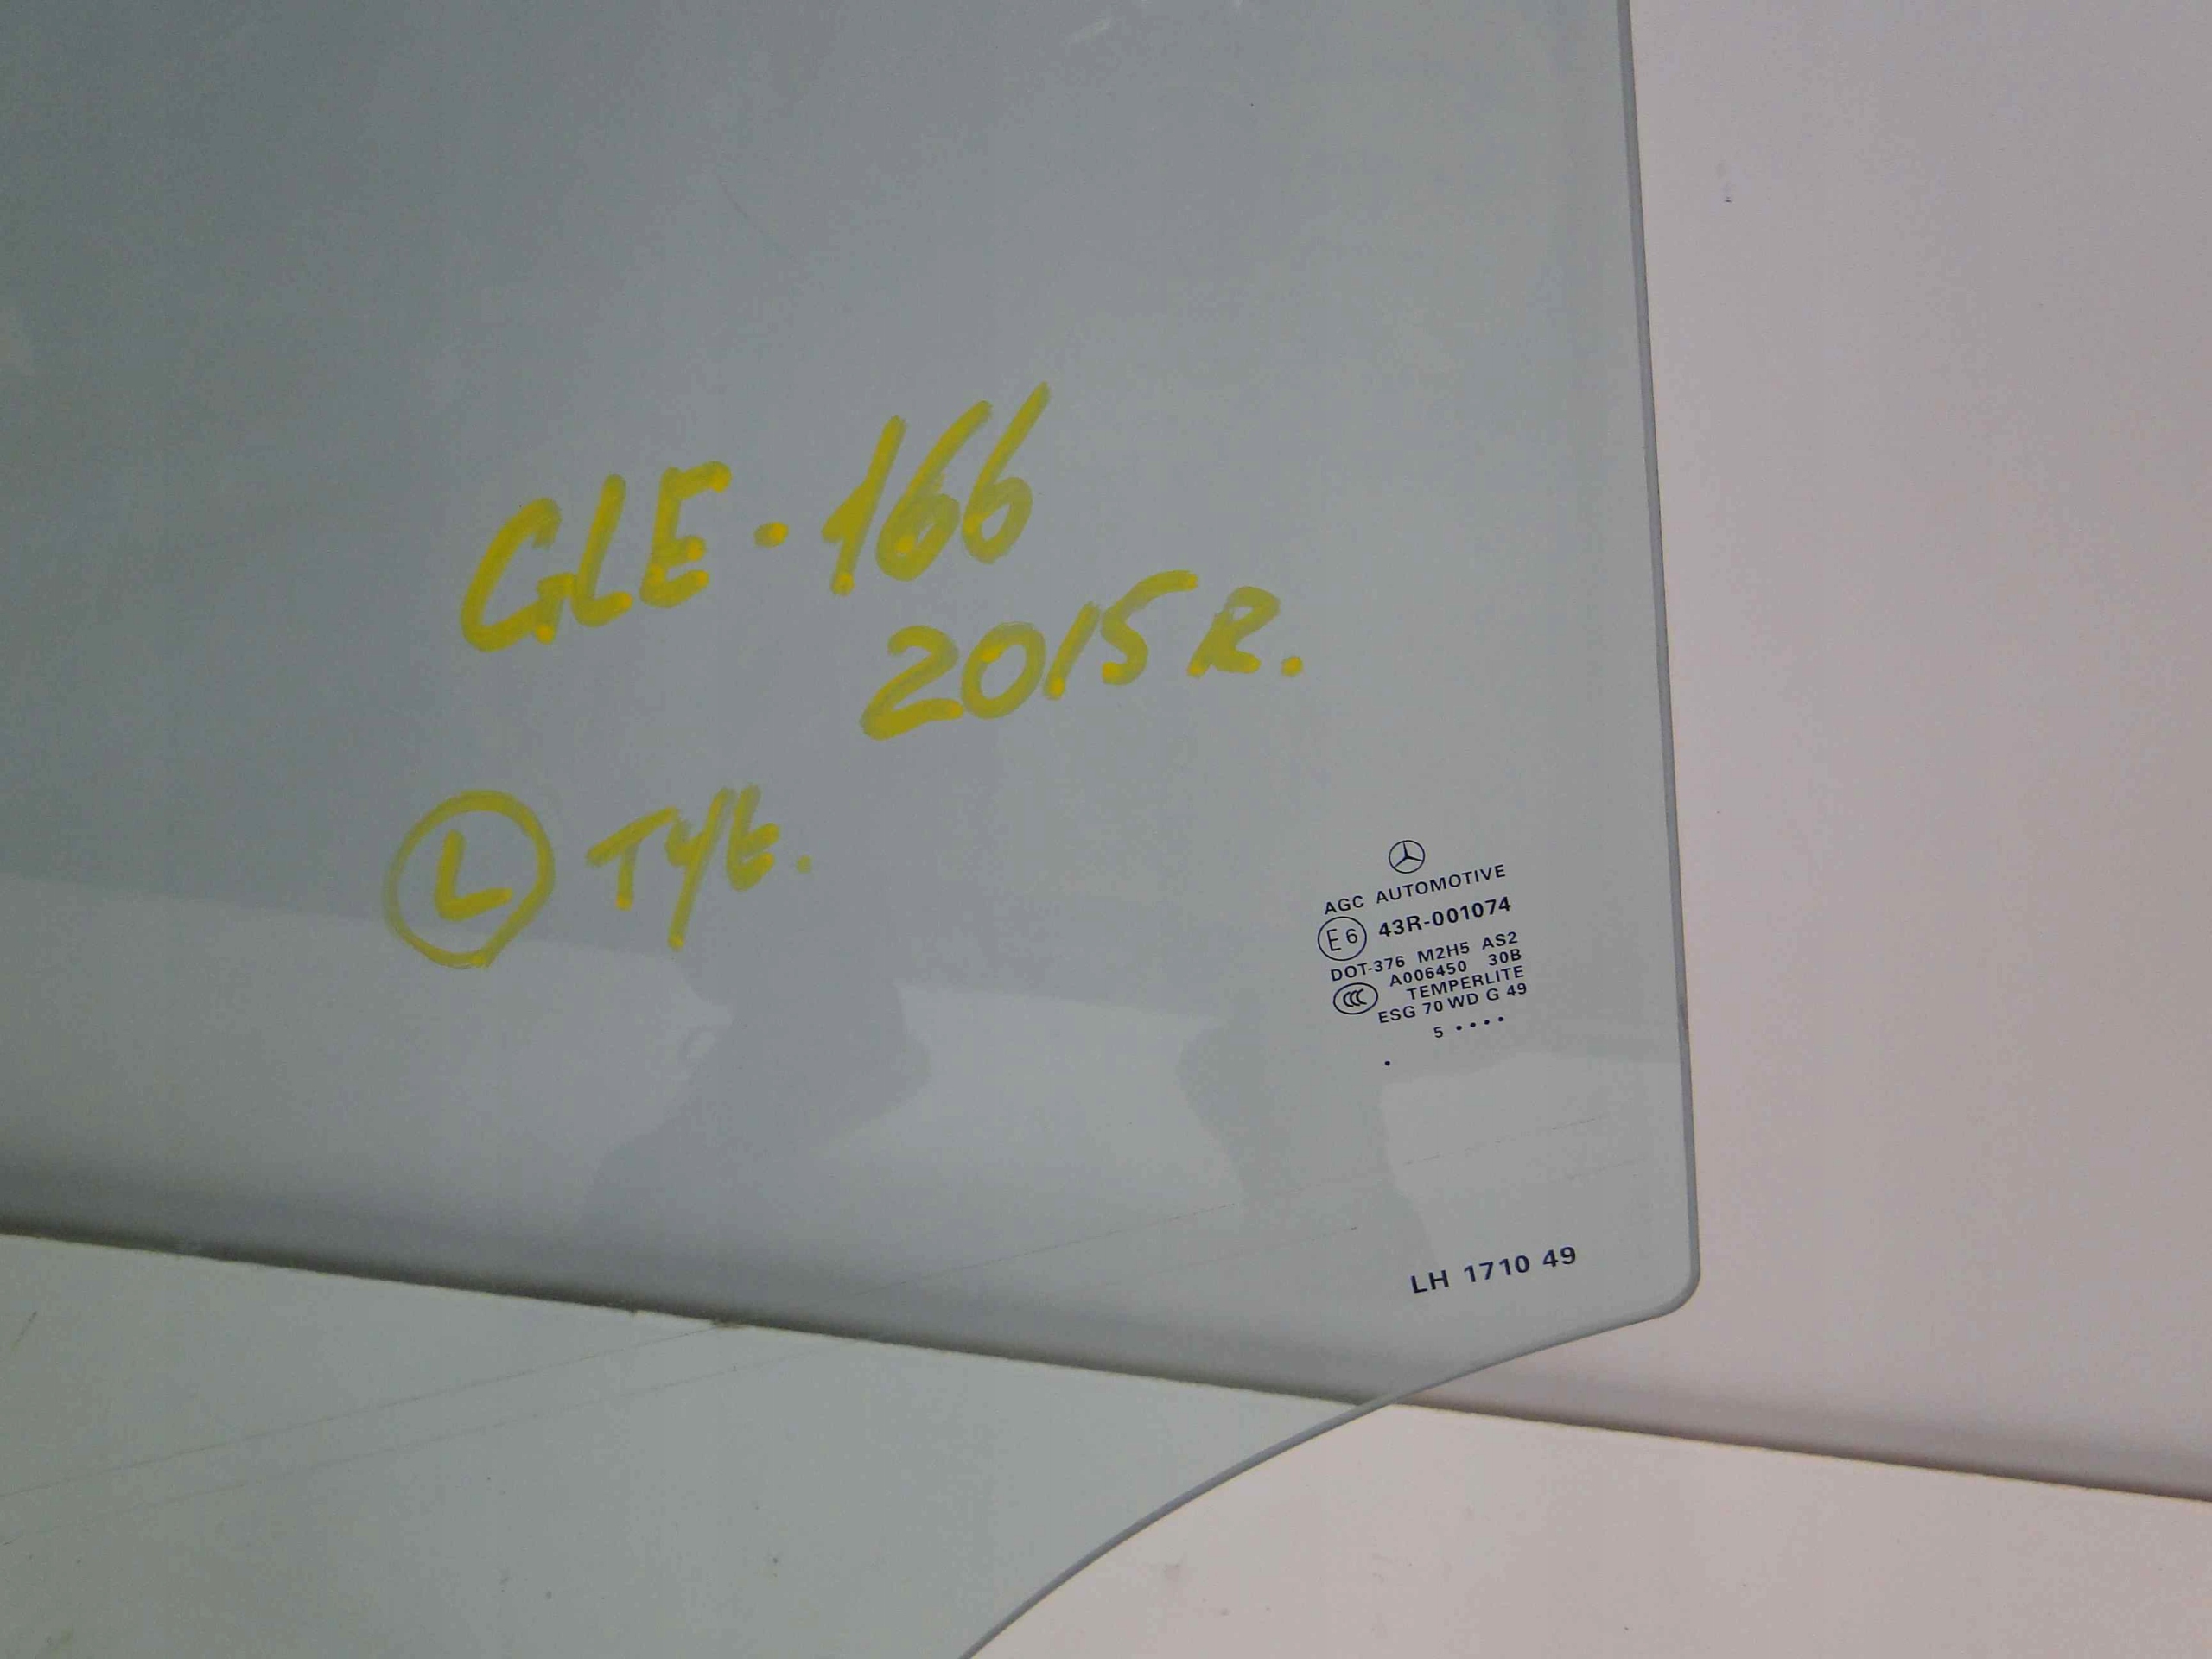 GLE-166
2015R.
L TYŁ.
AGC AUTOMOTIVE
E6 43R-001074
DOT-376 M2H5 AS2
A006450 30B
CCC TEMPERLITE
ESG 70 WD G 49
5 ••••
•
LH 1710 49